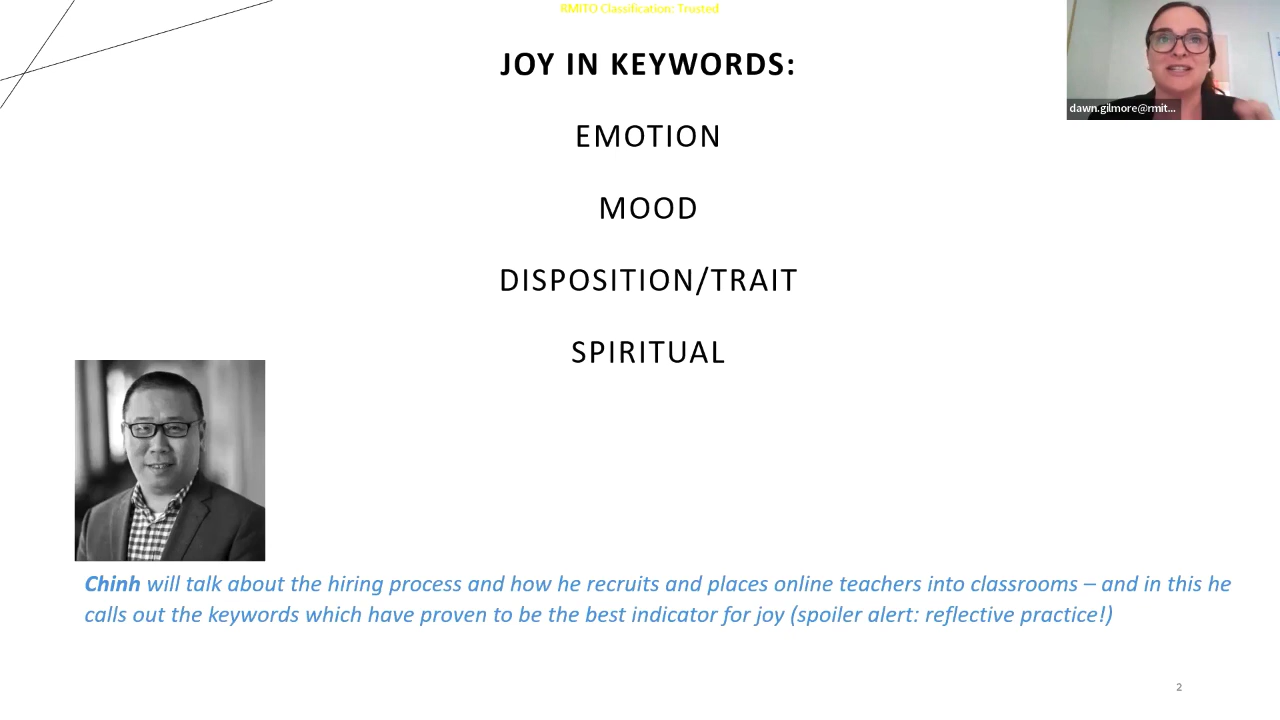 RMITO Classification: Trusted
JOY IN KEYWORDS:
dawn.gilmore@rmit...
EMOTION
MOOD
DISPOSITION/TRAIT
SPIRITUAL
Chinh will talk about the hiring process and how he recruits and places online teachers into classrooms – and in this he
calls out the keywords which have proven to be the best indicator for joy (spoiler alert: reflective practice!)
2